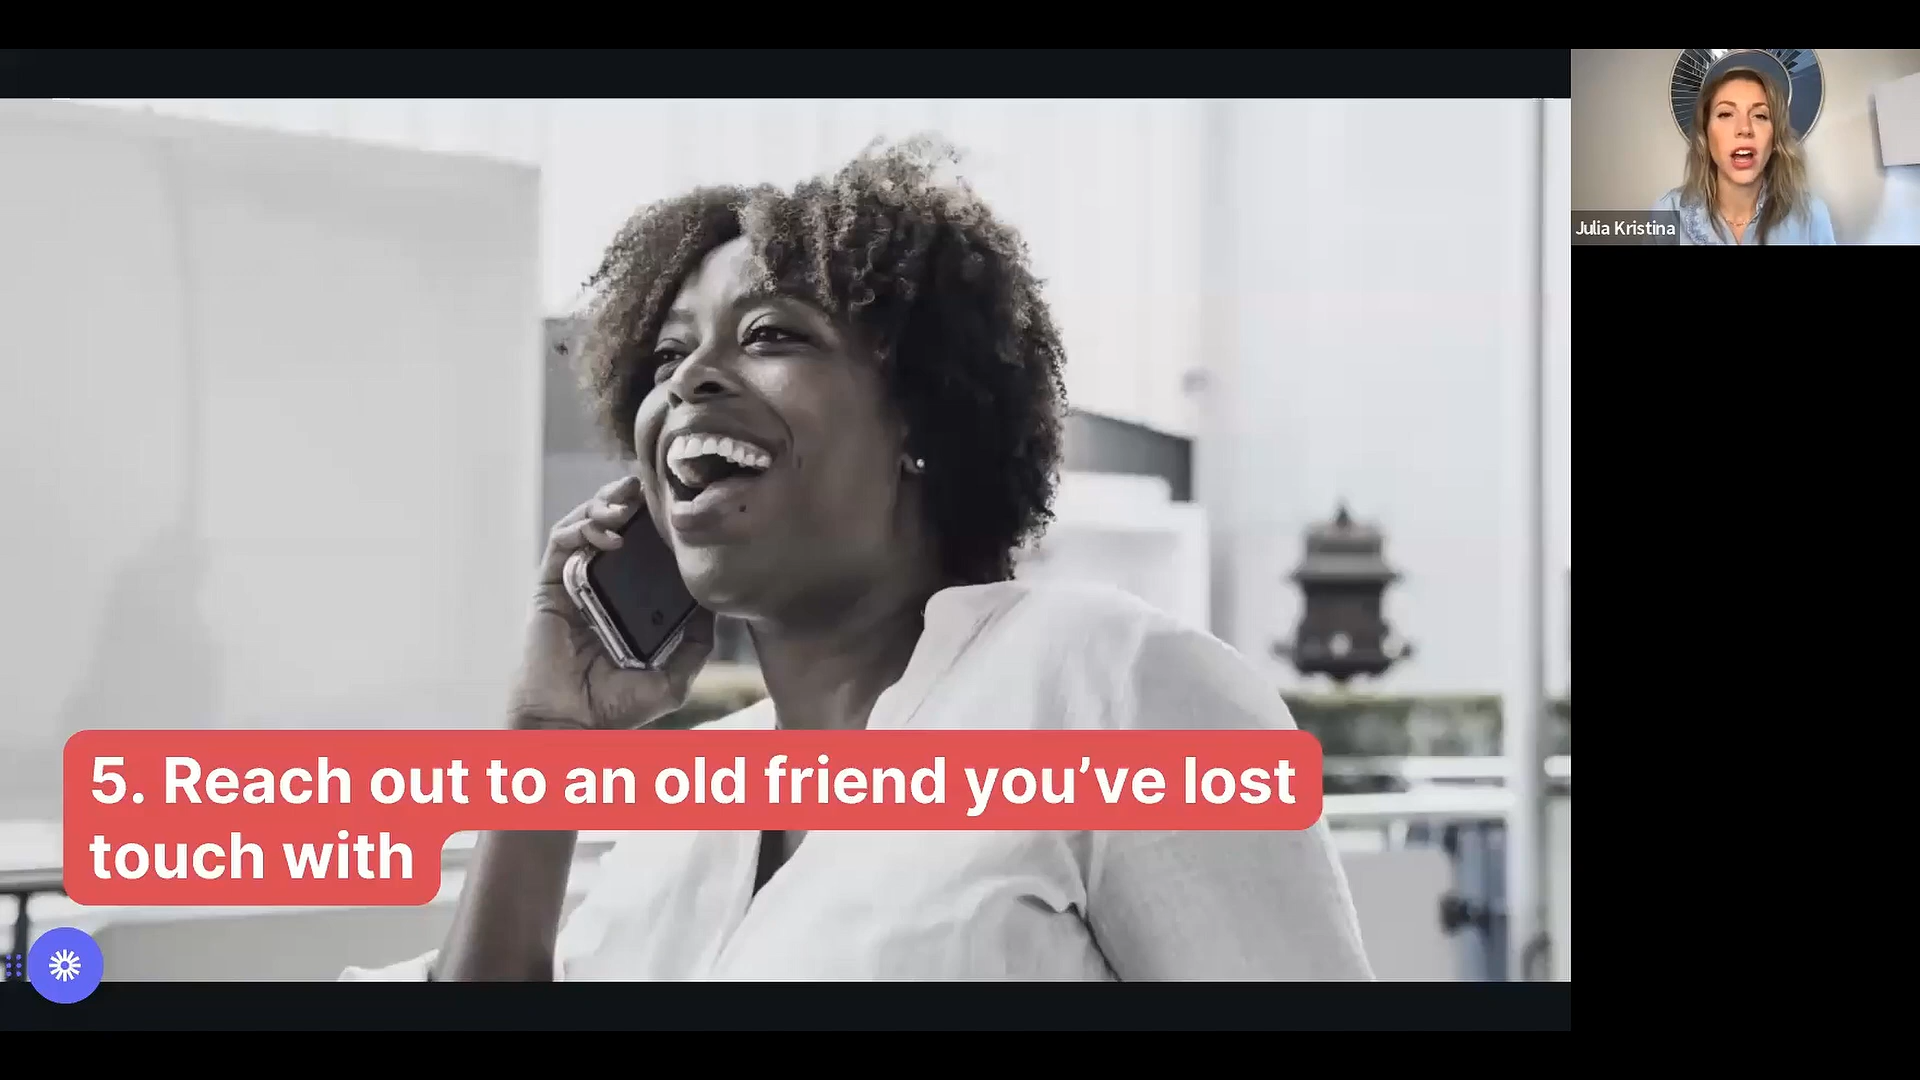 Julia Kristina
5. Reach out to an old friend you’ve lost
touch with